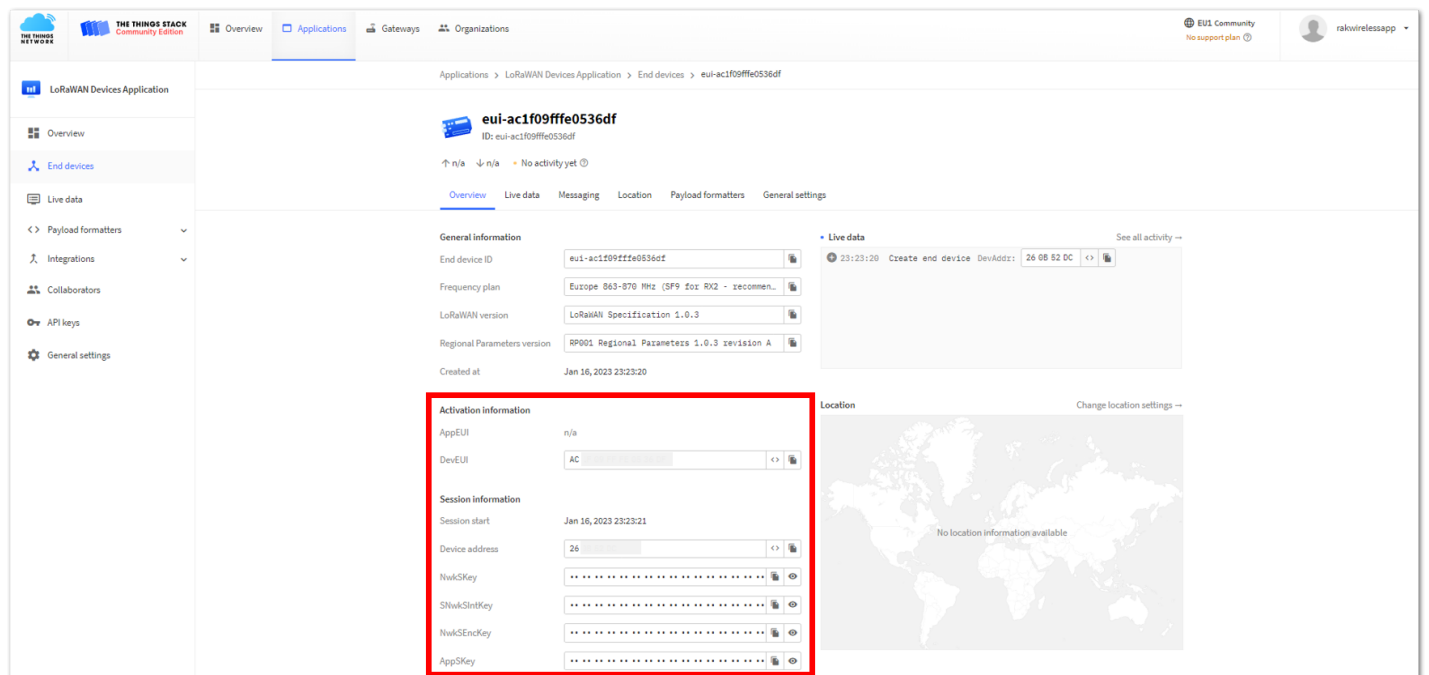 THE THINGS NETWORK
THE THINGS STACK
Community Edition
Overview
Applications
Gateways
Organizations
EU1 Community
No support plan
rakwirelessapp
LoRaWAN Devices Application
Overview
End devices
Live data
Payload formatters
Integrations
Collaborators
API keys
General settings
Applications > LoRaWAN Devices Application > End devices > eui-ac1f09fffe0536df
eui-ac1f09fffe0536df
ID: eui-ac1f09fffe0536df
↑ n/a ↓ n/a • No activity yet
Overview Live data Messaging Location Payload formatters General settings
General information
End device ID eui-ac1f09fffe0536df
Frequency plan Europe 863-870 MHz (SF9 for RX2 - recommen…
LoRaWAN version LoRaWAN Specification 1.0.3
Regional Parameters version RP001 Regional Parameters 1.0.3 revision A
Created at Jan 16, 2023 23:23:20
Activation information
AppEUI n/a
DevEUI AC
Session information
Session start Jan 16, 2023 23:23:21
Device address 26
NwkSKey
SNwkSIntKey
NwkSEncKey
AppSKey
• Live data See all activity →
23:23:20 Create end device DevAddr: 26 0B 52 DC
Location Change location settings →
No location information available